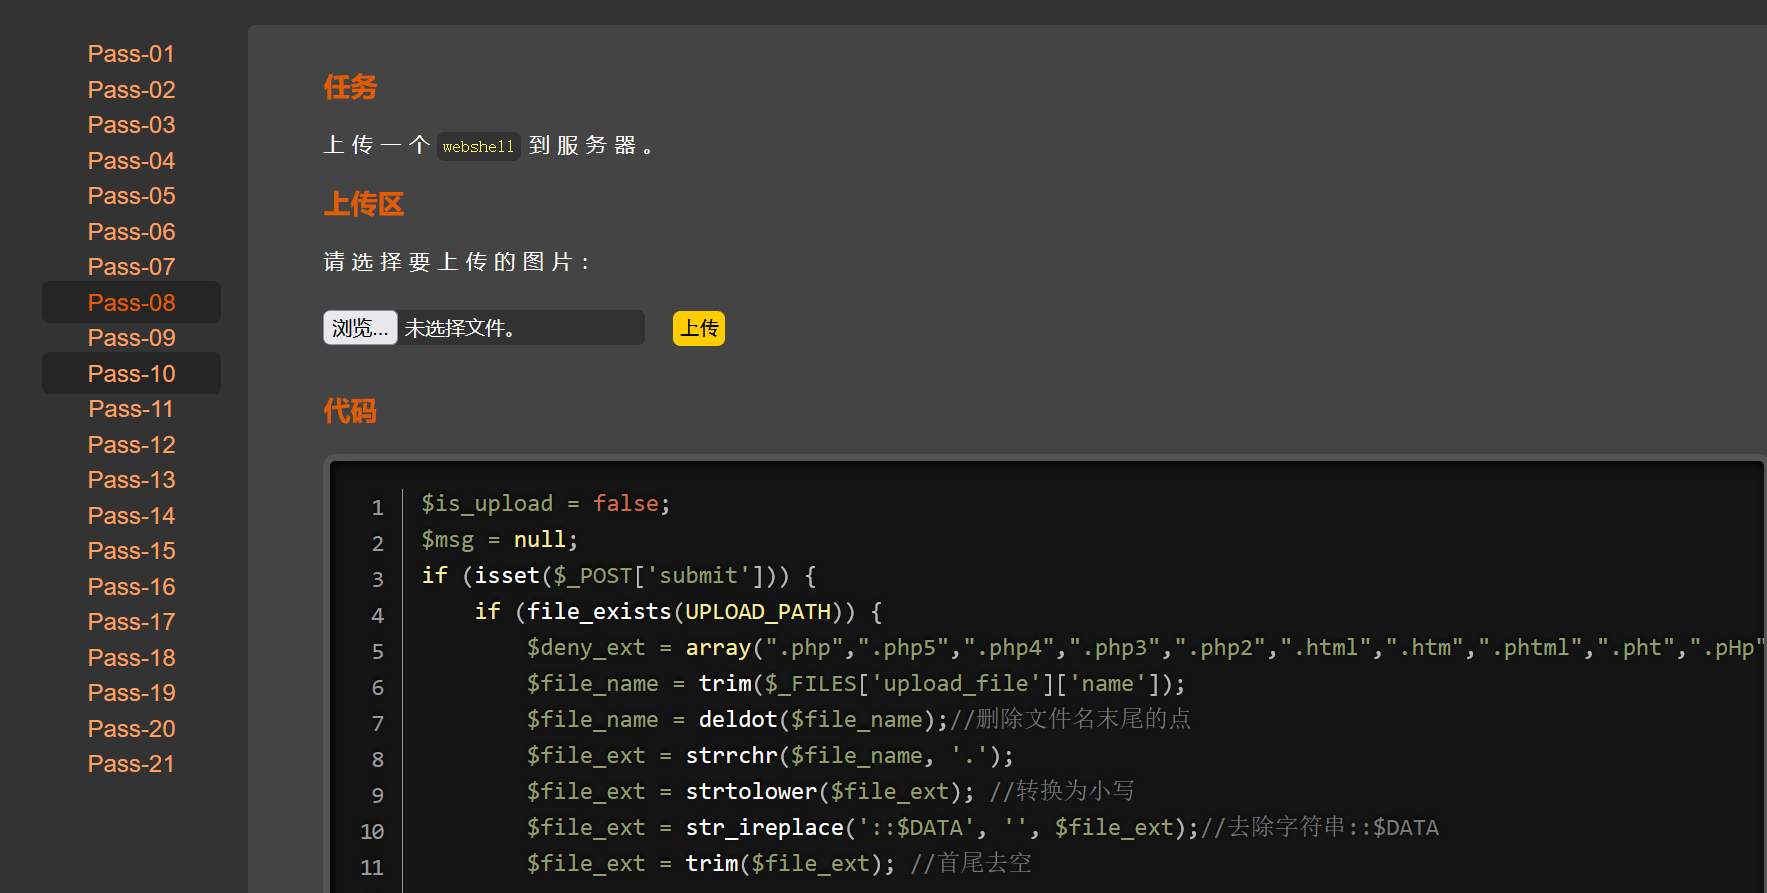 Pass-01
Pass-02
Pass-03
Pass-04
Pass-05
Pass-06
Pass-07
Pass-08
Pass-09
Pass-10
Pass-11
Pass-12
Pass-13
Pass-14
Pass-15
Pass-16
Pass-17
Pass-18
Pass-19
Pass-20
Pass-21
任务
上传一个 webshell 到服务器。
上传区
请选择要上传的图片：
浏览... 未选择文件。 上传
代码
1 $is_upload = false;
2 $msg = null;
3 if (isset($_POST['submit'])) {
4     if (file_exists(UPLOAD_PATH)) {
5         $deny_ext = array(".php",".php5",".php4",".php3",".php2",".html",".htm",".phtml",".pht",".pHp"
6         $file_name = trim($_FILES['upload_file']['name']);
7         $file_name = deldot($file_name);//删除文件名末尾的点
8         $file_ext = strrchr($file_name, '.');
9         $file_ext = strtolower($file_ext); //转换为小写
10         $file_ext = str_ireplace('::$DATA', '', $file_ext);//去除字符串::$DATA
11         $file_ext = trim($file_ext); //首尾去空